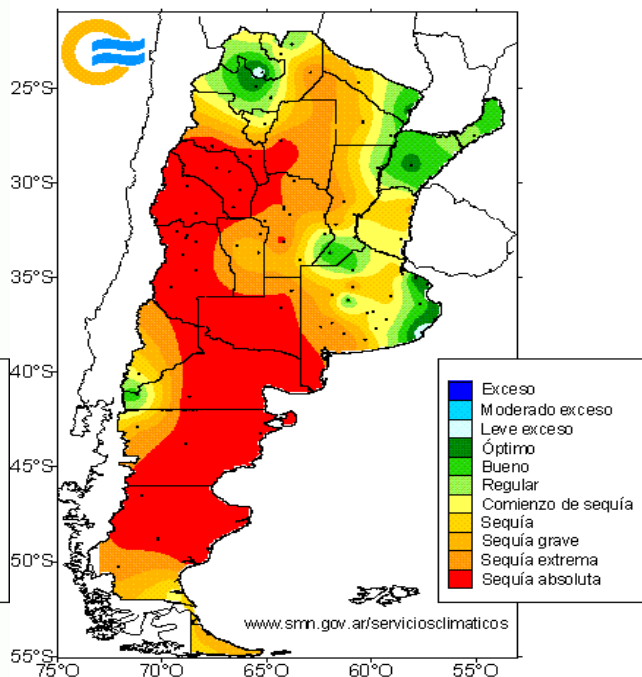 25°S
30°S
35°S
40°S
45°S
50°S
55°S
75°O
70°O
65°O
60°O
55°O
Exceso
Moderado exceso
Leve exceso
Óptimo
Bueno
Regular
Comienzo de sequía
Sequía
Sequía grave
Sequía extrema
Sequía absoluta
www.smn.gov.ar/serviciosclimaticos